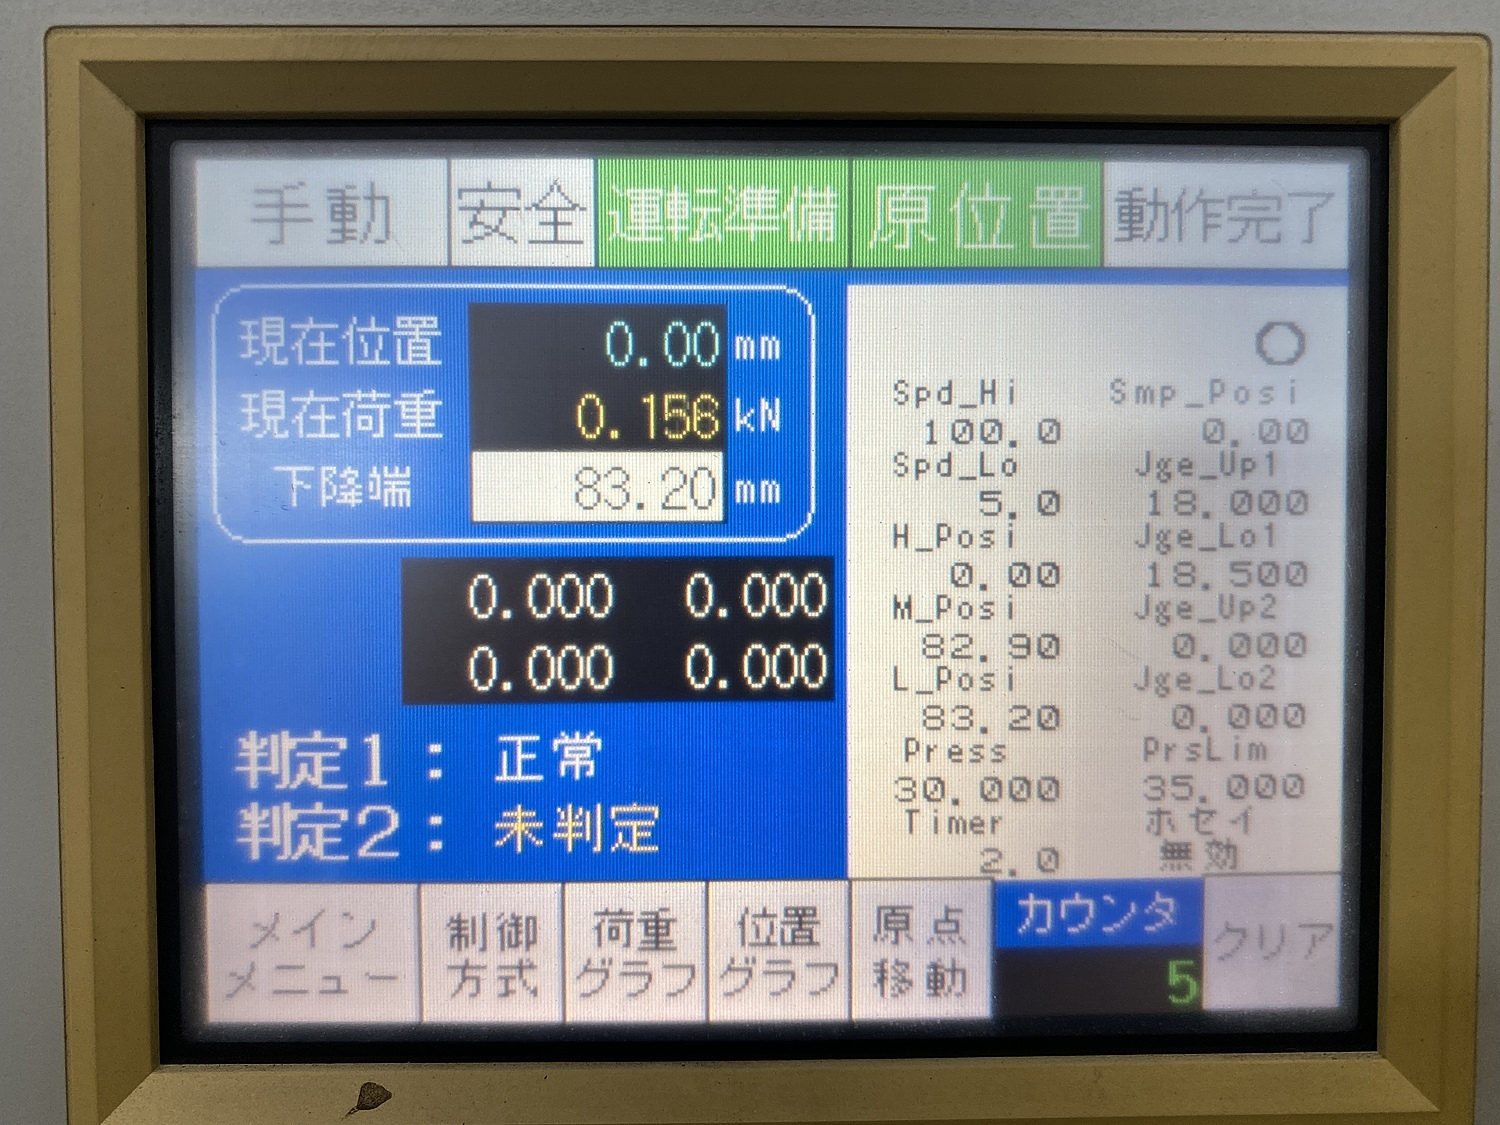 手動 安全 運転準備 原位置 動作完了
現在位置 0.00 mm
現在荷重 0.156 kN
下降端 83.20 mm
0.000 0.000
0.000 0.000
判定1： 正常
判定2： 未判定
Spd_Hi Smp_Posi
100.0 0.00
Spd_Lo Jge_Up1
5.0 18.000
H_Posi Jge_Lo1
0.00 18.500
M_Posi Jge_Up2
82.90 0.000
L_Posi Jge_Lo2
83.20 0.000
Press PrsLim
30.000 35.000
Timer ホセイ
2.0 無効
メイン
メニュー
制御
方式
荷重
グラフ
位置
グラフ
原点
移動
カウンタ
5
クリア